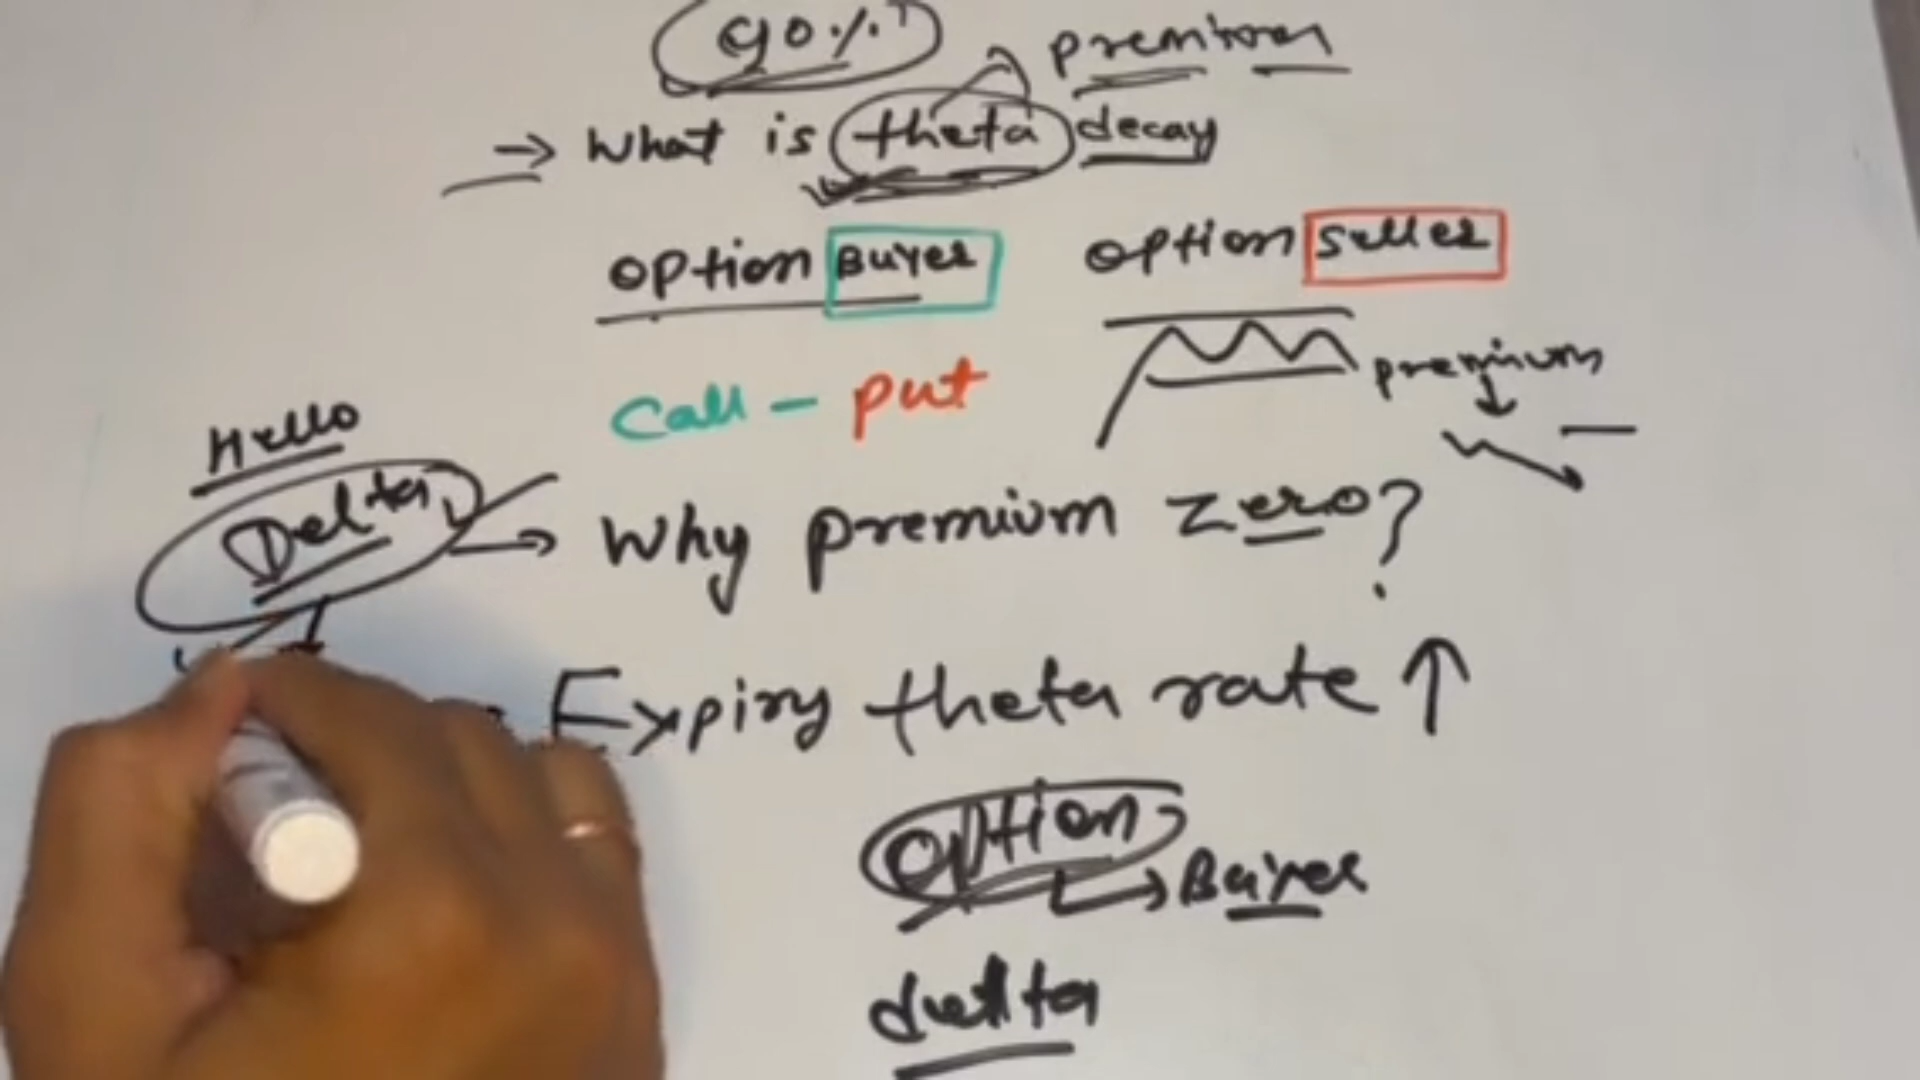 90%
premium
→ What is theta decay
option Buyer option seller
Call - put
premium
Hello
Delta
→ Why premium zero?
Expiry theta rate ↑
option
→ Buyer
delta